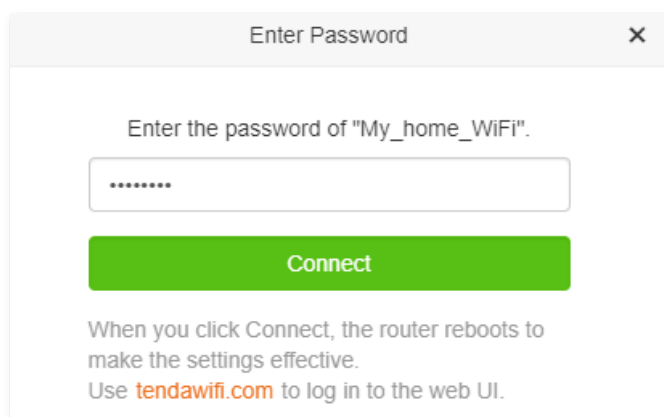 Enter Password
Enter the password of "My_home_WiFi".
••••••••
Connect
When you click Connect, the router reboots to
make the settings effective.
Use tendawifi.com to log in to the web UI.